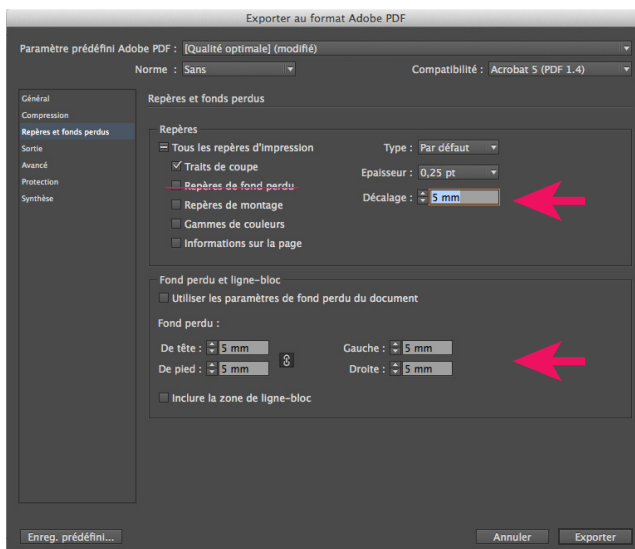 Exporter au format Adobe PDF
Paramètre prédéfini Adobe PDF : [Qualité optimale] (modifié)
Norme : Sans Compatibilité : Acrobat 5 (PDF 1.4)
Général
Compression
Repères et fonds perdus
Sortie
Avancé
Protection
Synthèse
Repères et fonds perdus
Repères
Tous les repères d'impression
Traits de coupe
Repères de fond perdu
Repères de montage
Gammes de couleurs
Informations sur la page
Type : Par défaut
Epaisseur : 0,25 pt
Décalage : 5 mm
Fond perdu et ligne-bloc
Utiliser les paramètres de fond perdu du document
Fond perdu :
De tête : 5 mm Gauche : 5 mm
De pied : 5 mm Droite : 5 mm
Inclure la zone de ligne-bloc
Enreg. prédéfini... Annuler Exporter